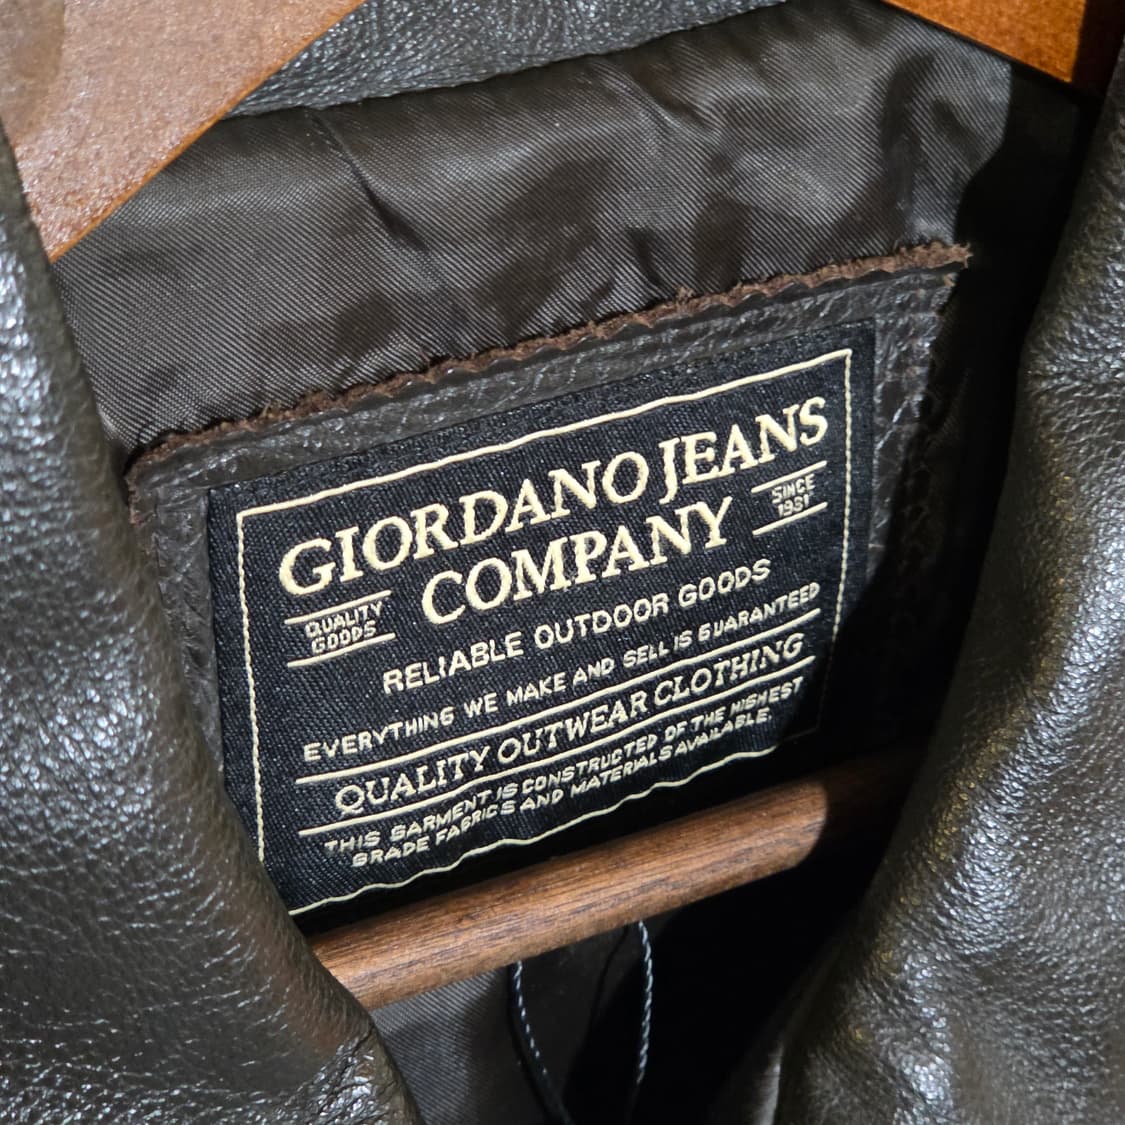 GIORDANO JEANS
COMPANY
SINCE
1981
QUALITY
GOODS
RELIABLE OUTDOOR GOODS
EVERYTHING WE MAKE AND SELL IS GUARANTEED
QUALITY OUTWEAR CLOTHING
THIS GARMENT IS CONSTRUCTED OF THE HIGHEST
GRADE FABRICS AND MATERIALS AVAILABLE.